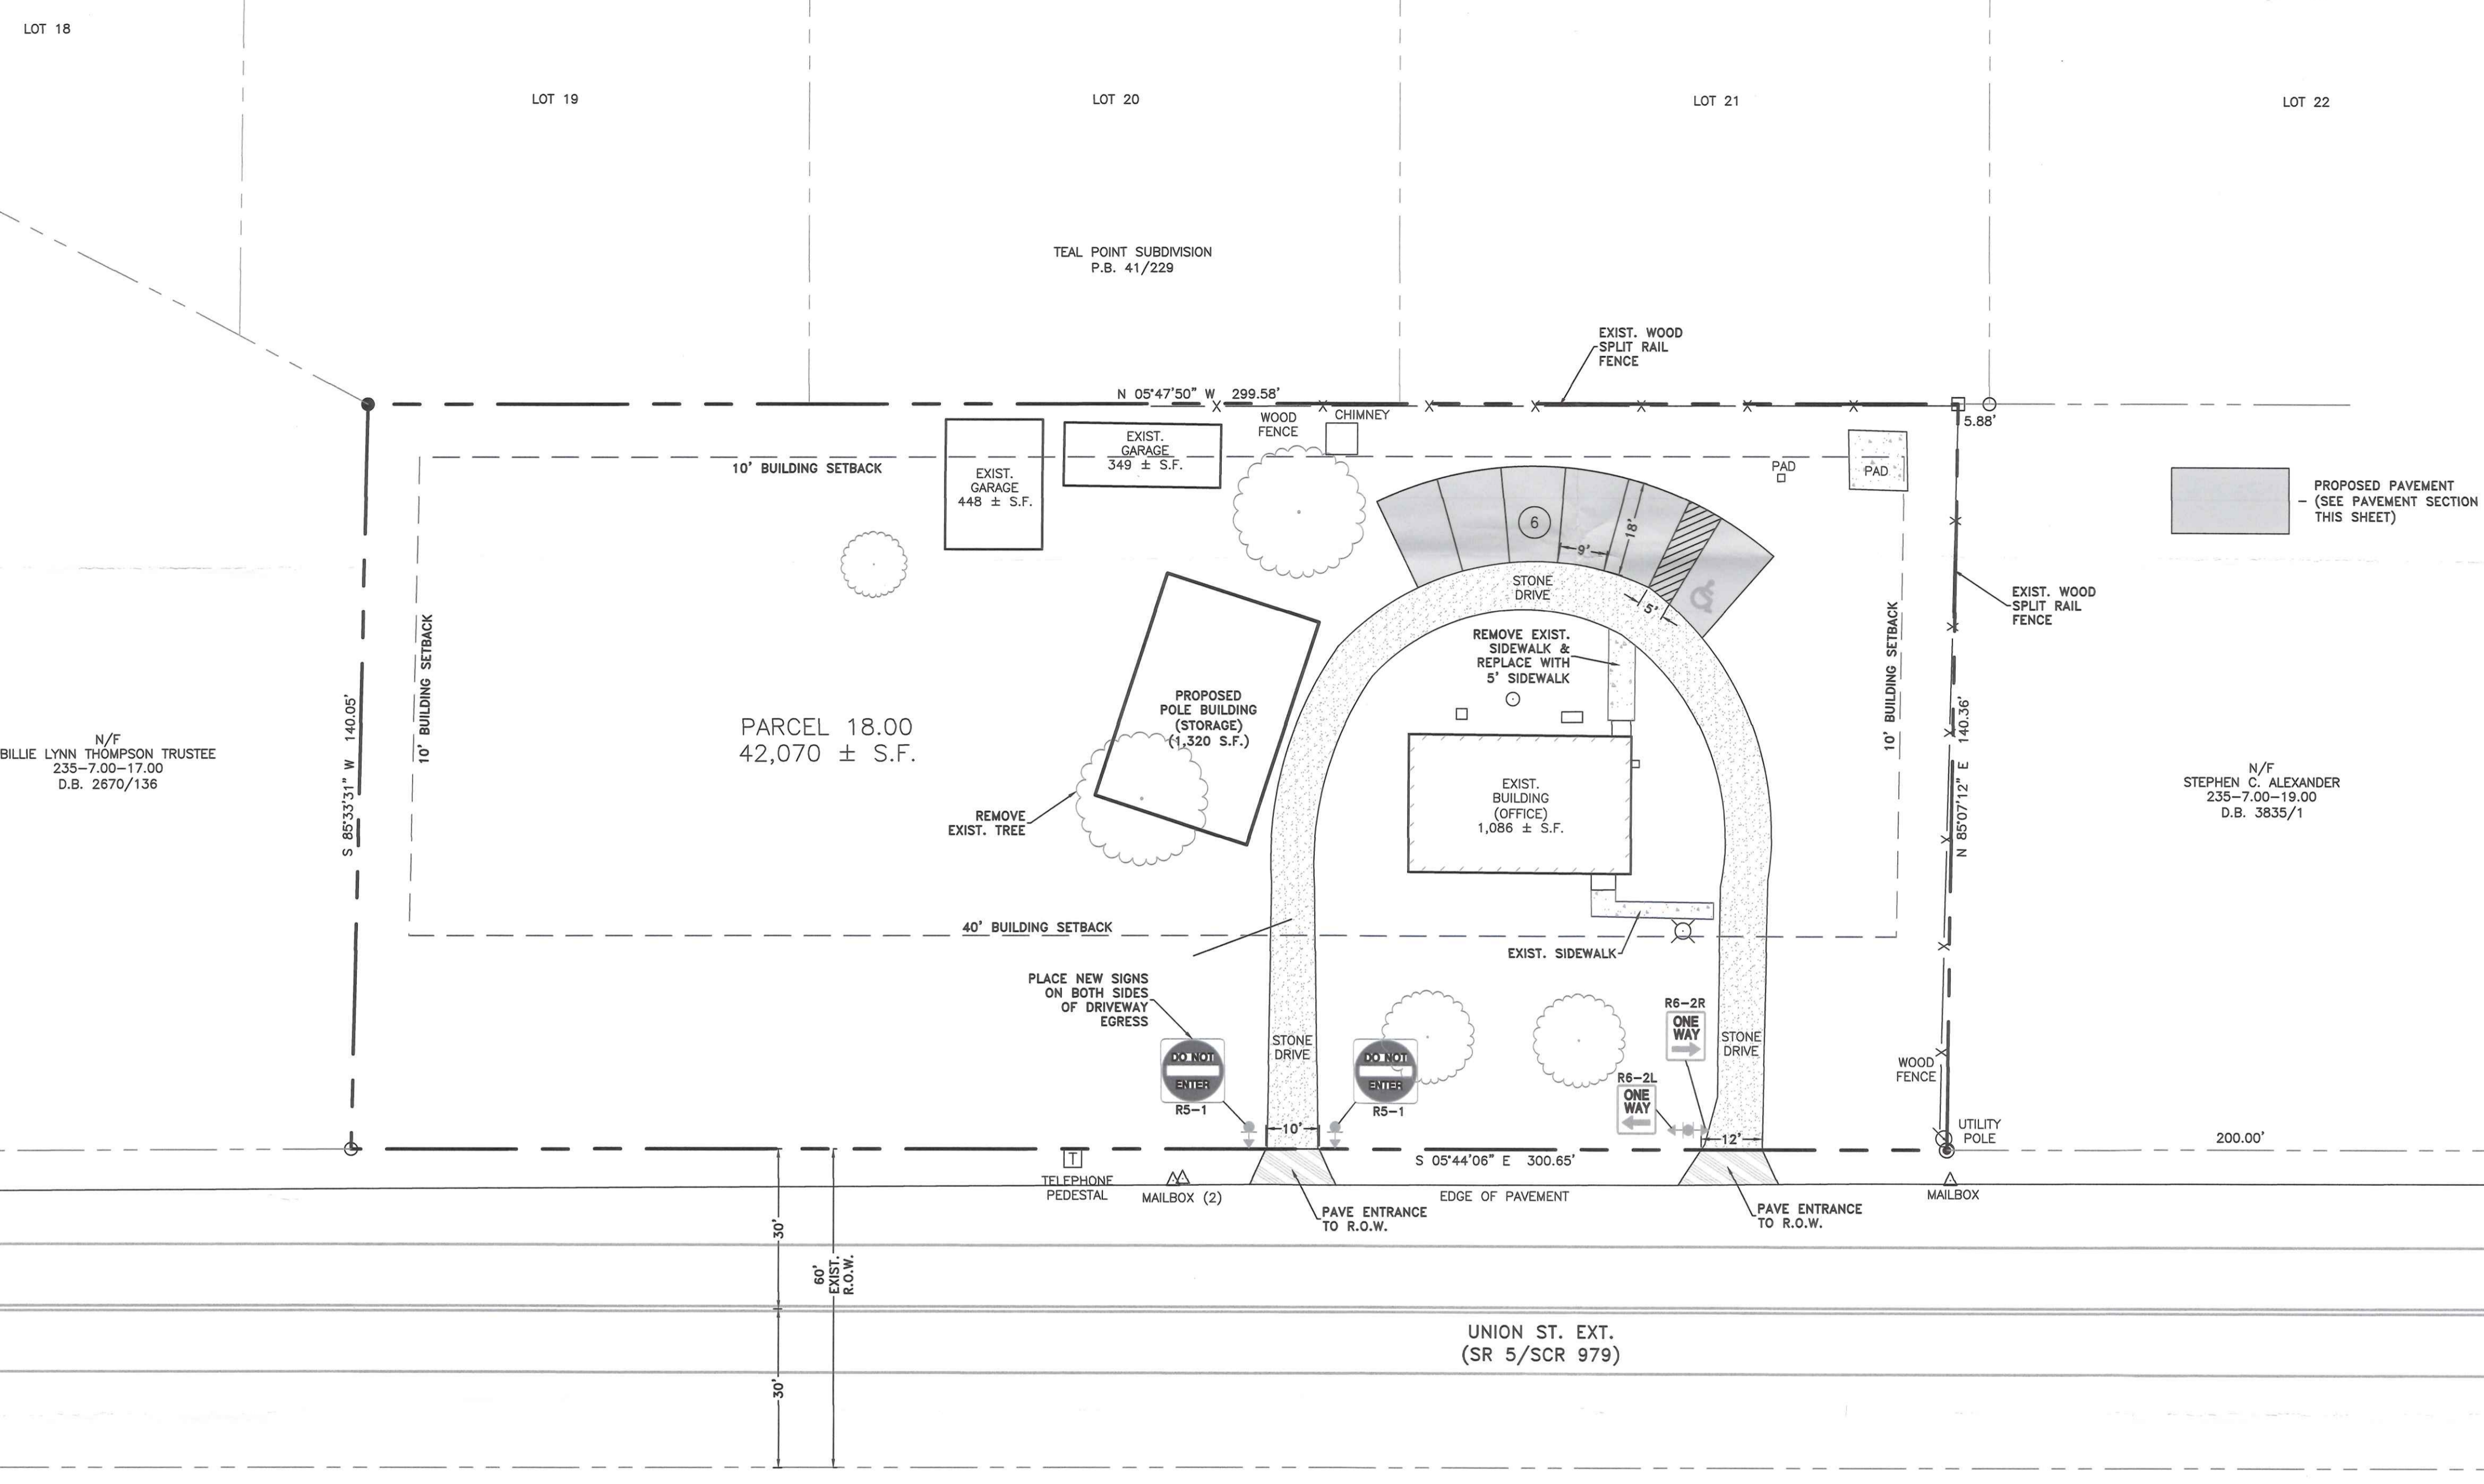 LOT 18
LOT 19
LOT 20
LOT 21
LOT 22
TEAL POINT SUBDIVISION
P.B. 41/229
EXIST. WOOD
SPLIT RAIL
FENCE
N 05°47'50" W 299.58'
WOOD
FENCE
CHIMNEY
5.88'
EXIST.
GARAGE
349 ± S.F.
10' BUILDING SETBACK
EXIST.
GARAGE
448 ± S.F.
PAD
PAD
PROPOSED PAVEMENT
(SEE PAVEMENT SECTION
THIS SHEET)
6
18'
9'
STONE
DRIVE
5'
EXIST. WOOD
SPLIT RAIL
FENCE
10' BUILDING SETBACK
10' BUILDING SETBACK
REMOVE EXIST.
SIDEWALK &
REPLACE WITH
5' SIDEWALK
PROPOSED
POLE BUILDING
(STORAGE)
(1,320 S.F.)
PARCEL 18.00
42,070 ± S.F.
S 85°33'31" W 140.05'
N 85°07'12" E 140.36'
N/F
BILLIE LYNN THOMPSON TRUSTEE
235-7.00-17.00
D.B. 2670/136
N/F
STEPHEN C. ALEXANDER
235-7.00-19.00
D.B. 3835/1
EXIST.
BUILDING
(OFFICE)
1,086 ± S.F.
REMOVE
EXIST. TREE
40' BUILDING SETBACK
EXIST. SIDEWALK
PLACE NEW SIGNS
ON BOTH SIDES
OF DRIVEWAY
EGRESS
R6-2R
ONE
WAY
STONE
DRIVE
STONE
DRIVE
DO NOT
ENTER
R5-1
DO NOT
ENTER
R5-1
R6-2L
ONE
WAY
WOOD
FENCE
10'
12'
UTILITY
POLE
200.00'
S 05°44'06" E 300.65'
T
TELEPHONE
PEDESTAL
MAILBOX (2)
EDGE OF PAVEMENT
MAILBOX
PAVE ENTRANCE
TO R.O.W.
PAVE ENTRANCE
TO R.O.W.
30'
60'
EXIST.
R.O.W.
30'
UNION ST. EXT.
(SR 5/SCR 979)